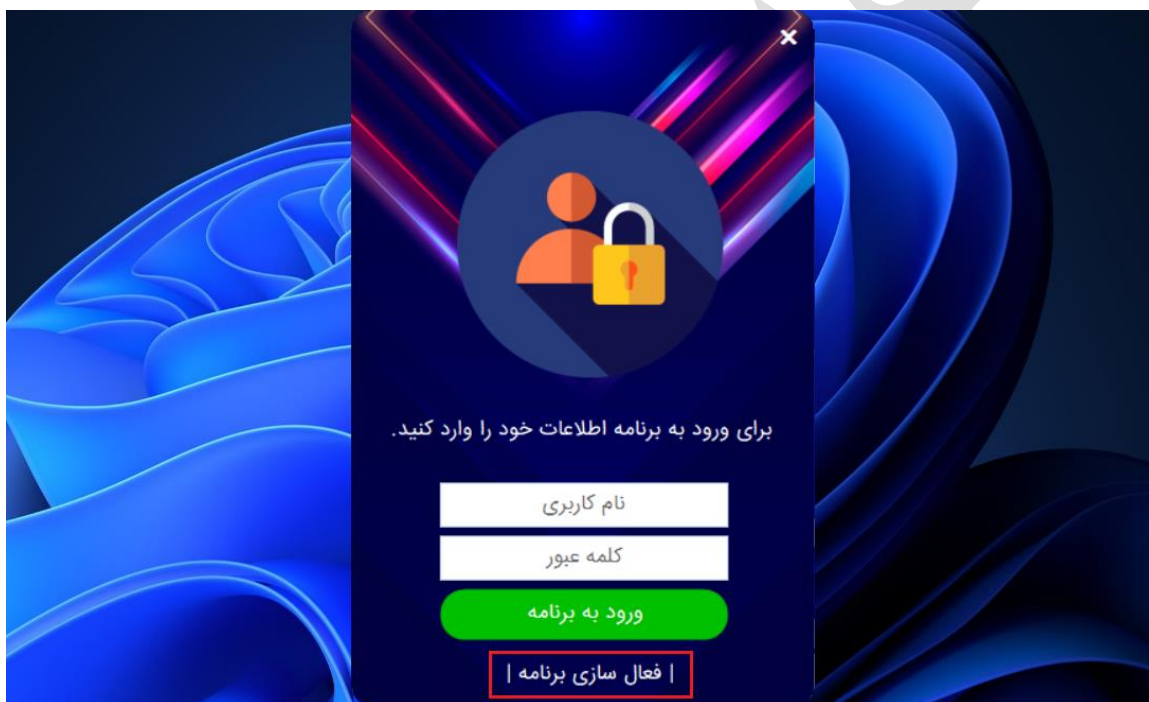 برای ورود به برنامه اطلاعات خود را وارد کنید.
نام کاربری
کلمه عبور
ورود به برنامه
| فعال سازی برنامه |